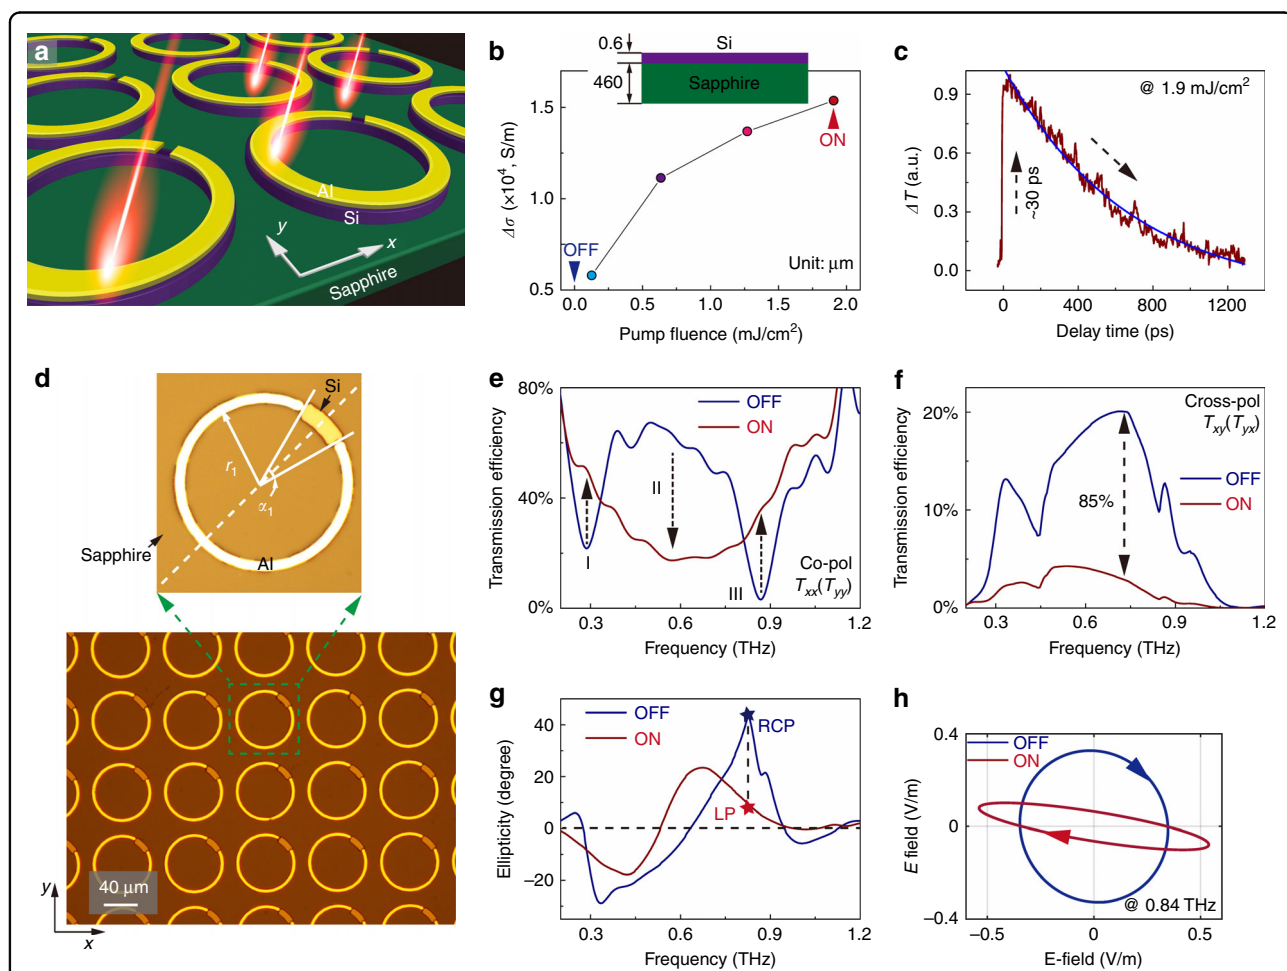 a
Al
Si
y
x
Sapphire
b
0.6
Si
460
Sapphire
Δσ (×10⁴, S/m)
1.5
1.0
0.5
OFF
ON
Unit: μm
0.0
0.5
1.0
1.5
2.0
Pump fluence (mJ/cm²)
c
@ 1.9 mJ/cm²
ΔT (a.u.)
0.9
0.6
0.3
0.0
~30 ps
0
400
800
1200
Delay time (ps)
d
Si
r₁
α₁
Sapphire
Al
y
x
40 μm
e
Transmission efficiency
80%
40%
0%
OFF
ON
I
II
III
Co-pol
Txx(Tyy)
0.3
0.6
0.9
1.2
Frequency (THz)
f
Transmission efficiency
20%
10%
0%
Cross-pol
Txy(Tyx)
OFF
ON
85%
0.3
0.6
0.9
1.2
Frequency (THz)
g
Ellipticity (degree)
40
20
0
−20
OFF
ON
RCP
LP
0.3
0.6
0.9
1.2
Frequency (THz)
h
E field (V/m)
0.4
0
−0.4
OFF
ON
@ 0.84 THz
−0.5
0
0.5
E-field (V/m)